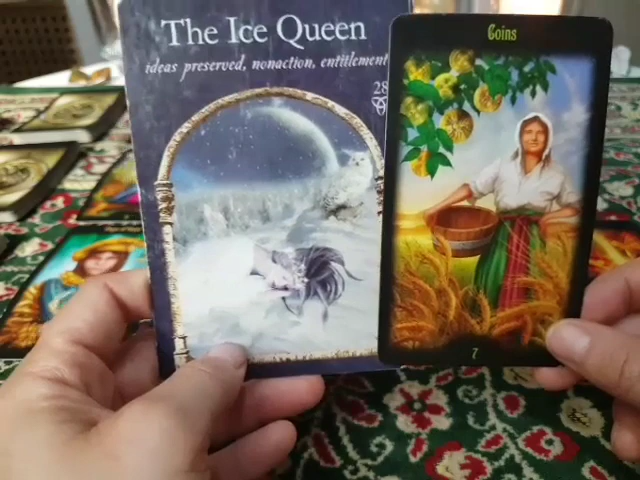 The Ice Queen
ideas preserved, nonaction, entitlement
28
Coins
7